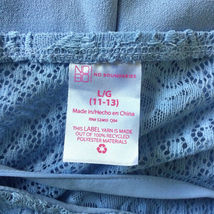 NO
BO
NO BOUNDARIES
L/G
(11-13)
Made in/Hecho en China
THIS LABEL YARN IS MADE
OUT OF 100% RECYCLED
POLYESTER MATERIALS